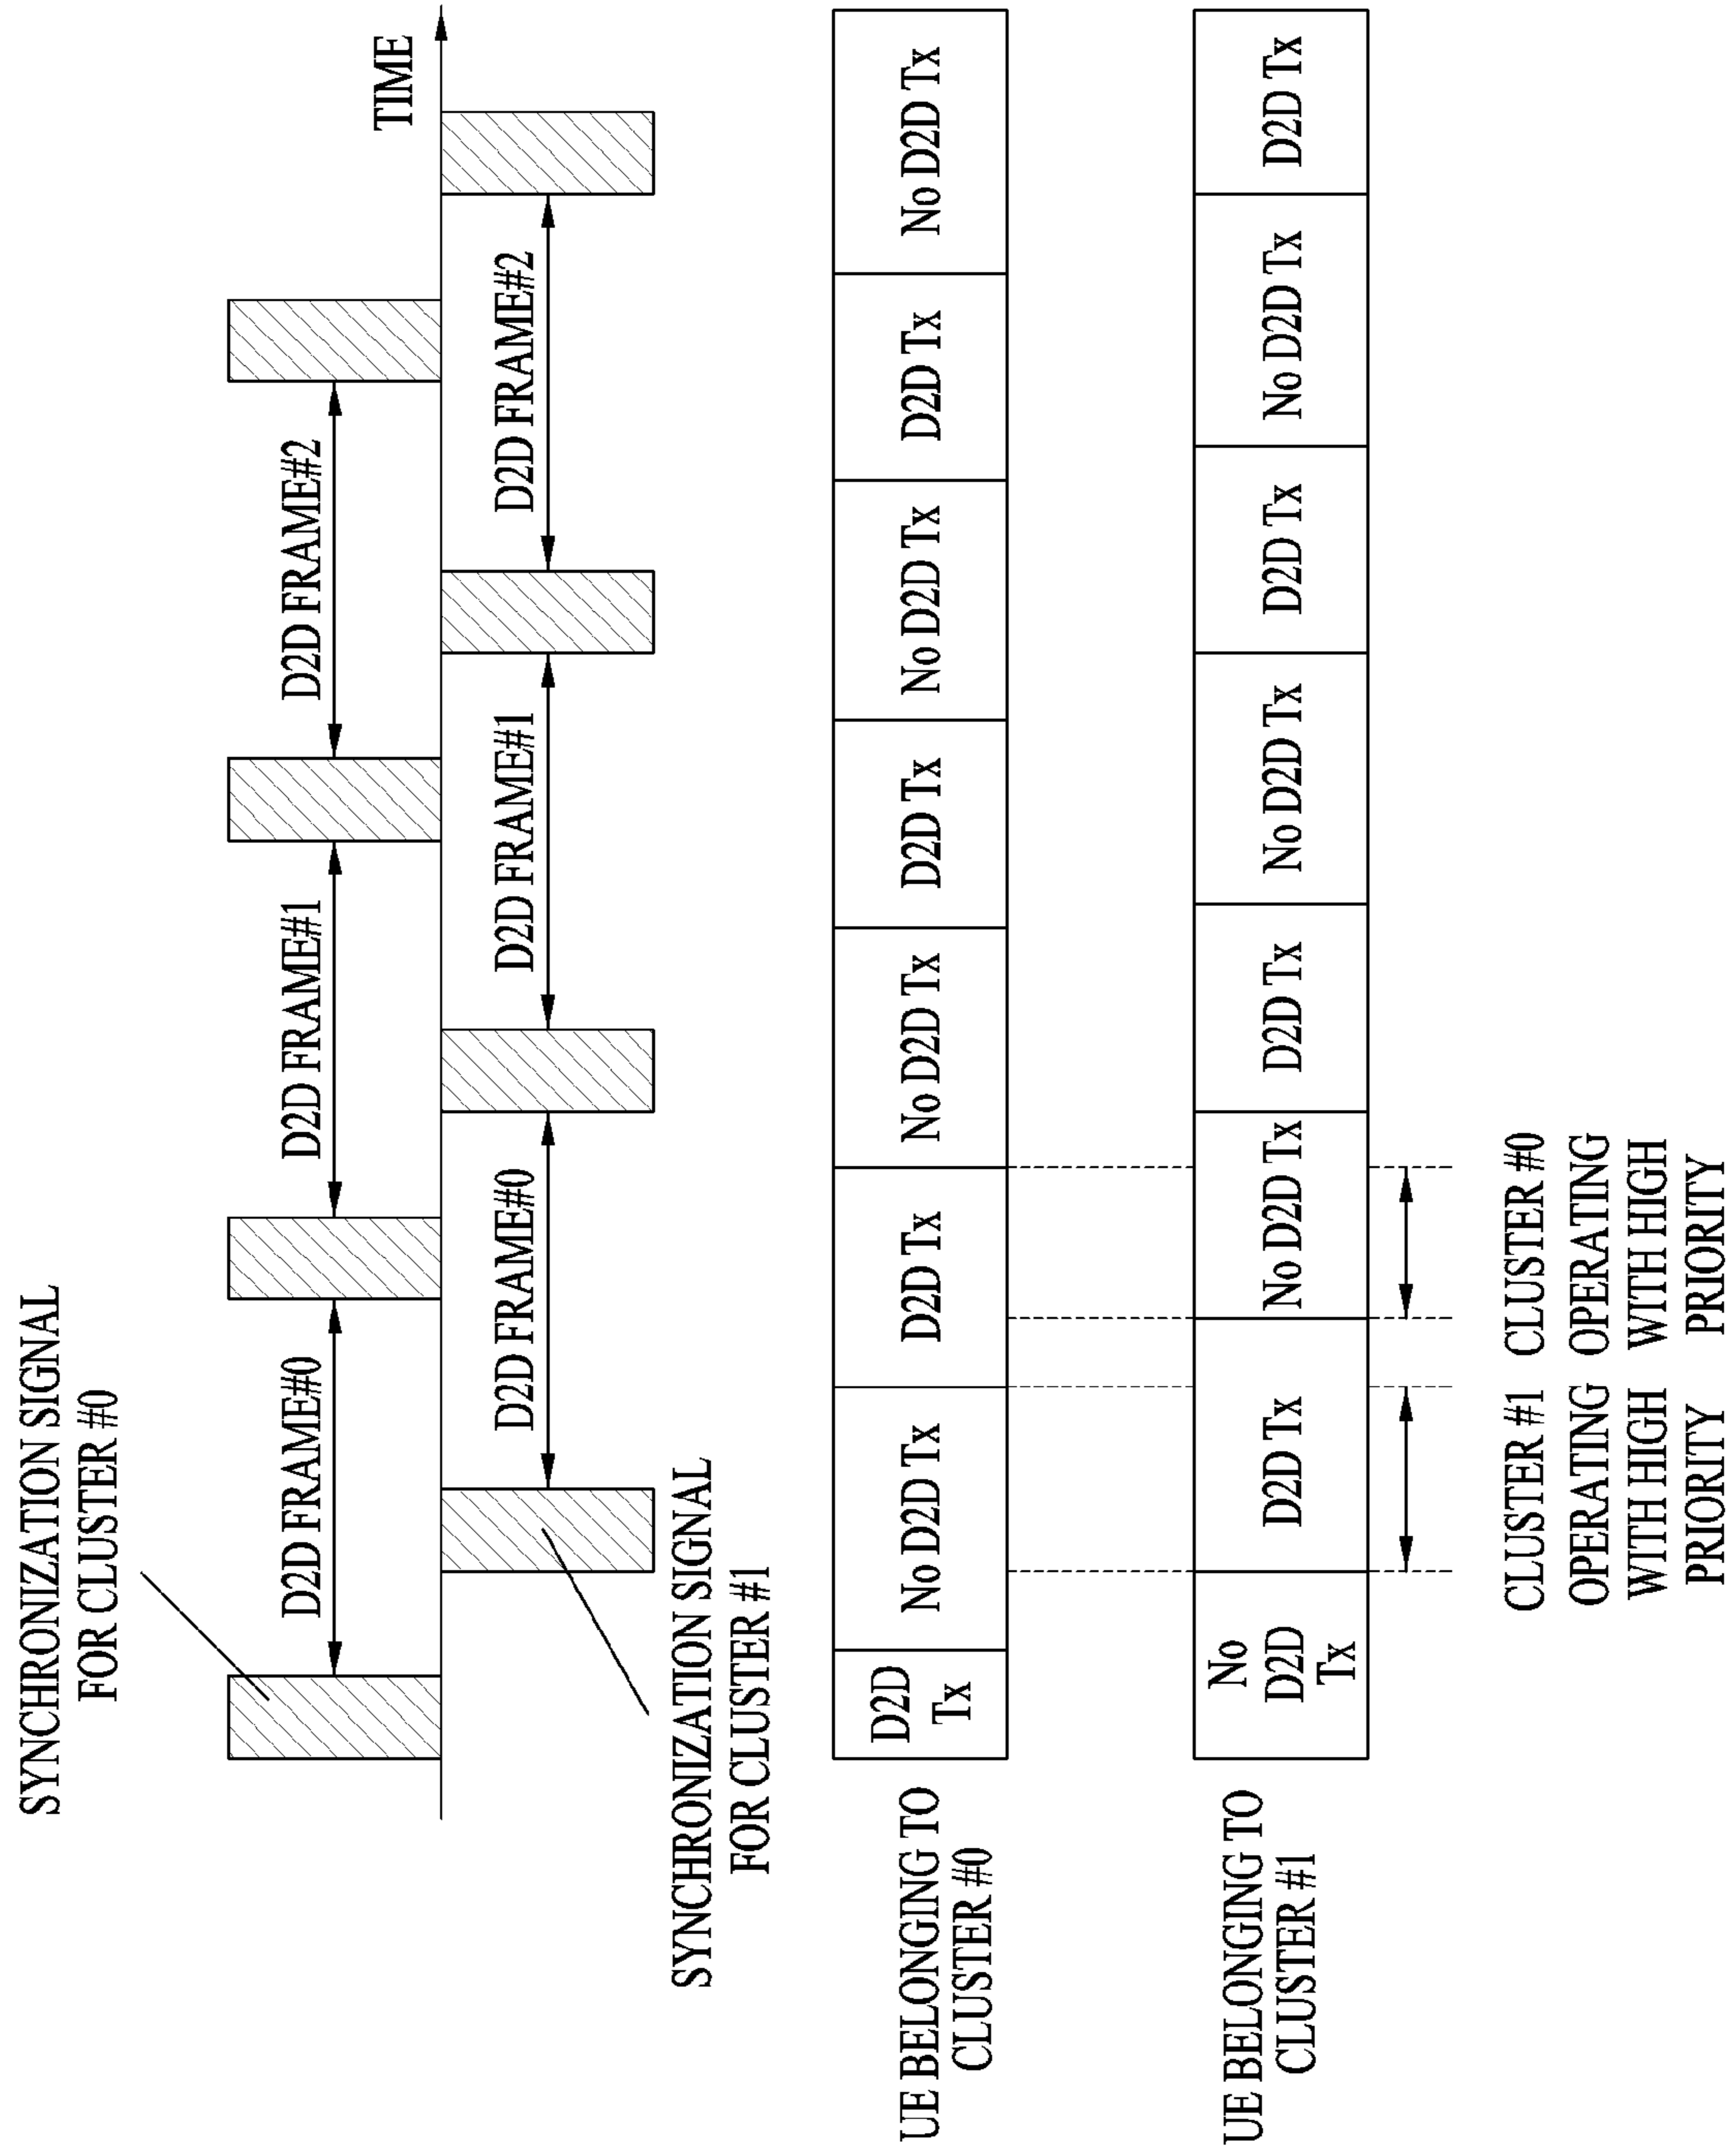 SYNCHRONIZATION SIGNAL
FOR CLUSTER #0
D2D FRAME#0
D2D FRAME#1
D2D FRAME#2
TIME
D2D FRAME#0
D2D FRAME#1
D2D FRAME#2
SYNCHRONIZATION SIGNAL
FOR CLUSTER #1
UE BELONGING TO
CLUSTER #0
D2D
Tx
No D2D Tx
D2D Tx
No D2D Tx
D2D Tx
No D2D Tx
D2D Tx
No D2D Tx
UE BELONGING TO
CLUSTER #1
No
D2D
Tx
D2D Tx
No D2D Tx
D2D Tx
No D2D Tx
D2D Tx
No D2D Tx
D2D Tx
CLUSTER #1
OPERATING
WITH HIGH
PRIORITY
CLUSTER #0
OPERATING
WITH HIGH
PRIORITY